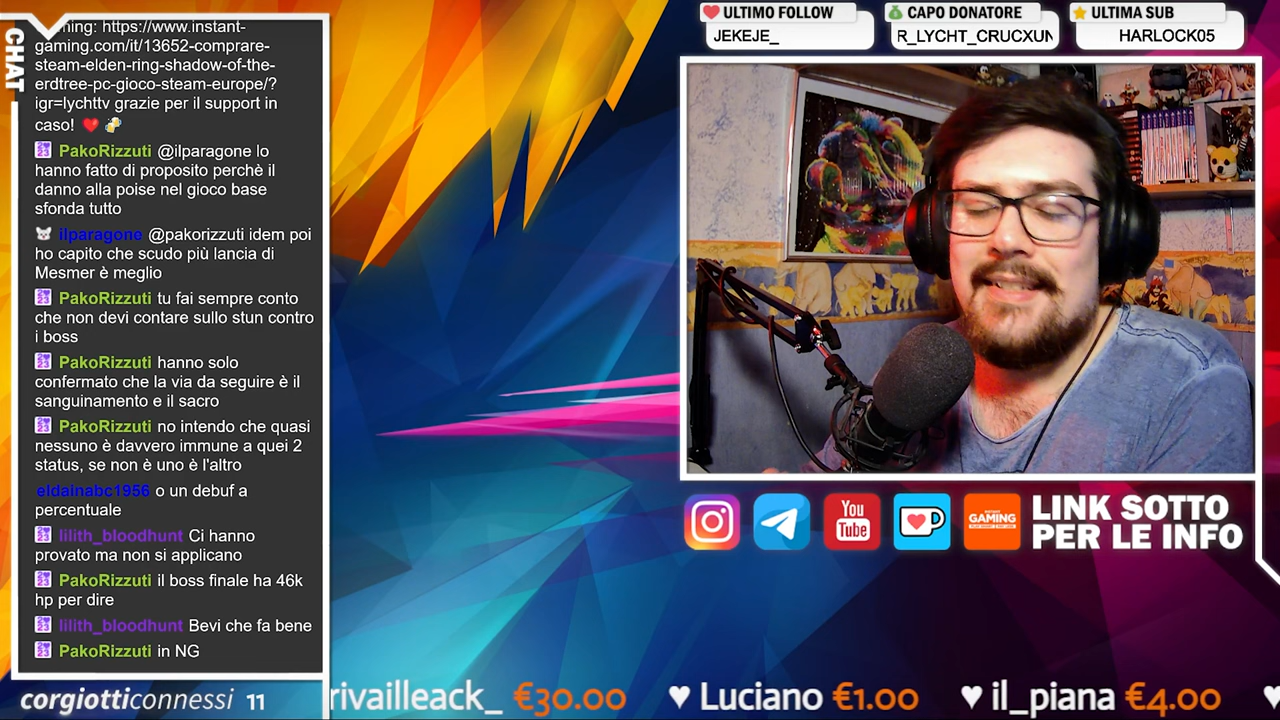 CHAT
ning: https://www.instant-
gaming.com/it/13652-comprare-
steam-elden-ring-shadow-of-the-
erdtree-pc-gioco-steam-europe/?
igr=lychttv grazie per il support in
caso! ❤️ 🍻
PakoRizzuti @ilparagone lo
hanno fatto di proposito perchè il
danno alla poise nel gioco base
sfonda tutto
ilparagone @pakorizzuti idem poi
ho capito che scudo più lancia di
Mesmer è meglio
PakoRizzuti tu fai sempre conto
che non devi contare sullo stun contro
i boss
PakoRizzuti hanno solo
confermato che la via da seguire è il
sanguinamento e il sacro
PakoRizzuti no intendo che quasi
nessuno è davvero immune a quei 2
status, se non è uno è l'altro
eldainabc1956 o un debuf a
percentuale
lilith_bloodhunt Ci hanno
provato ma non si applicano
PakoRizzuti il boss finale ha 46k
hp per dire
lilith_bloodhunt Bevi che fa bene
PakoRizzuti in NG
corgiotticonnessi 11
ULTIMO FOLLOW
JEKEJE_
CAPO DONATORE
R_LYCHT_CRUCXUN
ULTIMA SUB
HARLOCK05
You
Tube
INSTANT
GAMING
LINK SOTTO
PER LE INFO
rivailleack_ €30.00 ♥ Luciano €1.00 ♥ il_piana €4.00 ♥